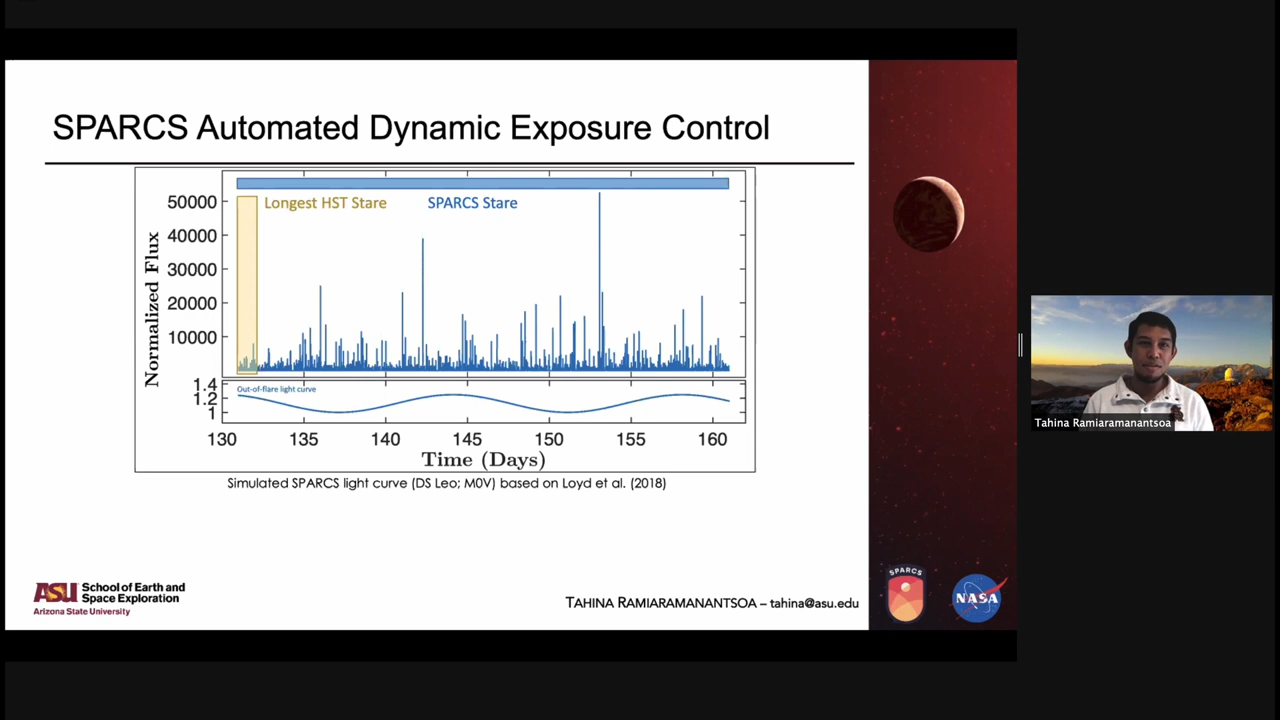 SPARCS Automated Dynamic Exposure Control
Longest HST Stare
SPARCS Stare
50000
40000
30000
20000
10000
Normalized Flux
1.4
1.2
1
Out-of-flare light curve
130 135 140 145 150 155 160
Time (Days)
Simulated SPARCS light curve (DS Leo; M0V) based on Loyd et al. (2018)
ASU School of Earth and
Space Exploration
Arizona State University
TAHINA RAMIARAMANANTSOA – tahina@asu.edu
SPARCS
NASA
Tahina Ramiaramanantsoa